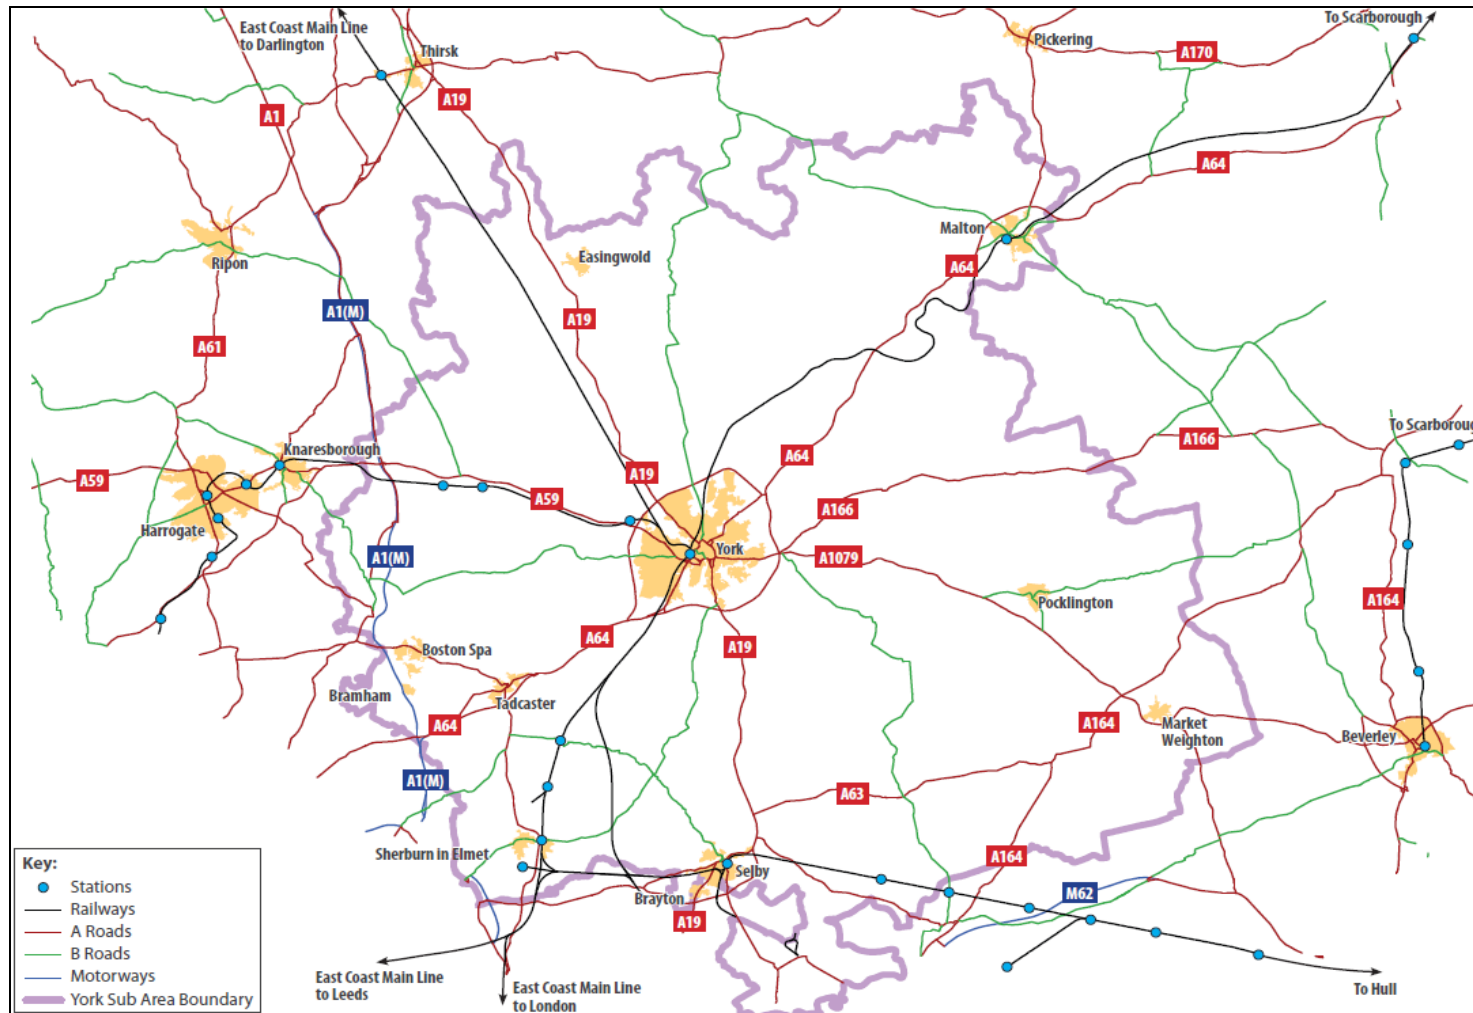 East Coast Main Line
to Darlington
To Scarborough
Thirsk
Pickering
A170
A19
A1
A64
Malton
Ripon
Easingwold
A64
A1(M)
A19
A61
Knaresborough
To Scaroroug
A166
A64
A59
A19
A59
A166
Harrogate
York
A1(M)
A1079
Pocklington
A164
A64
A19
Boston Spa
Bramham
Tadcaster
A64
A164
Market
Weighton
Beverley
A1(M)
A63
Sherburn in Elmet
A164
Selby
Brayton
M62
A19
Key:
Stations
Railways
A Roads
B Roads
Motorways
York Sub Area Boundary
East Coast Main Line
to Leeds
East Coast Main Line
to London
To Hull